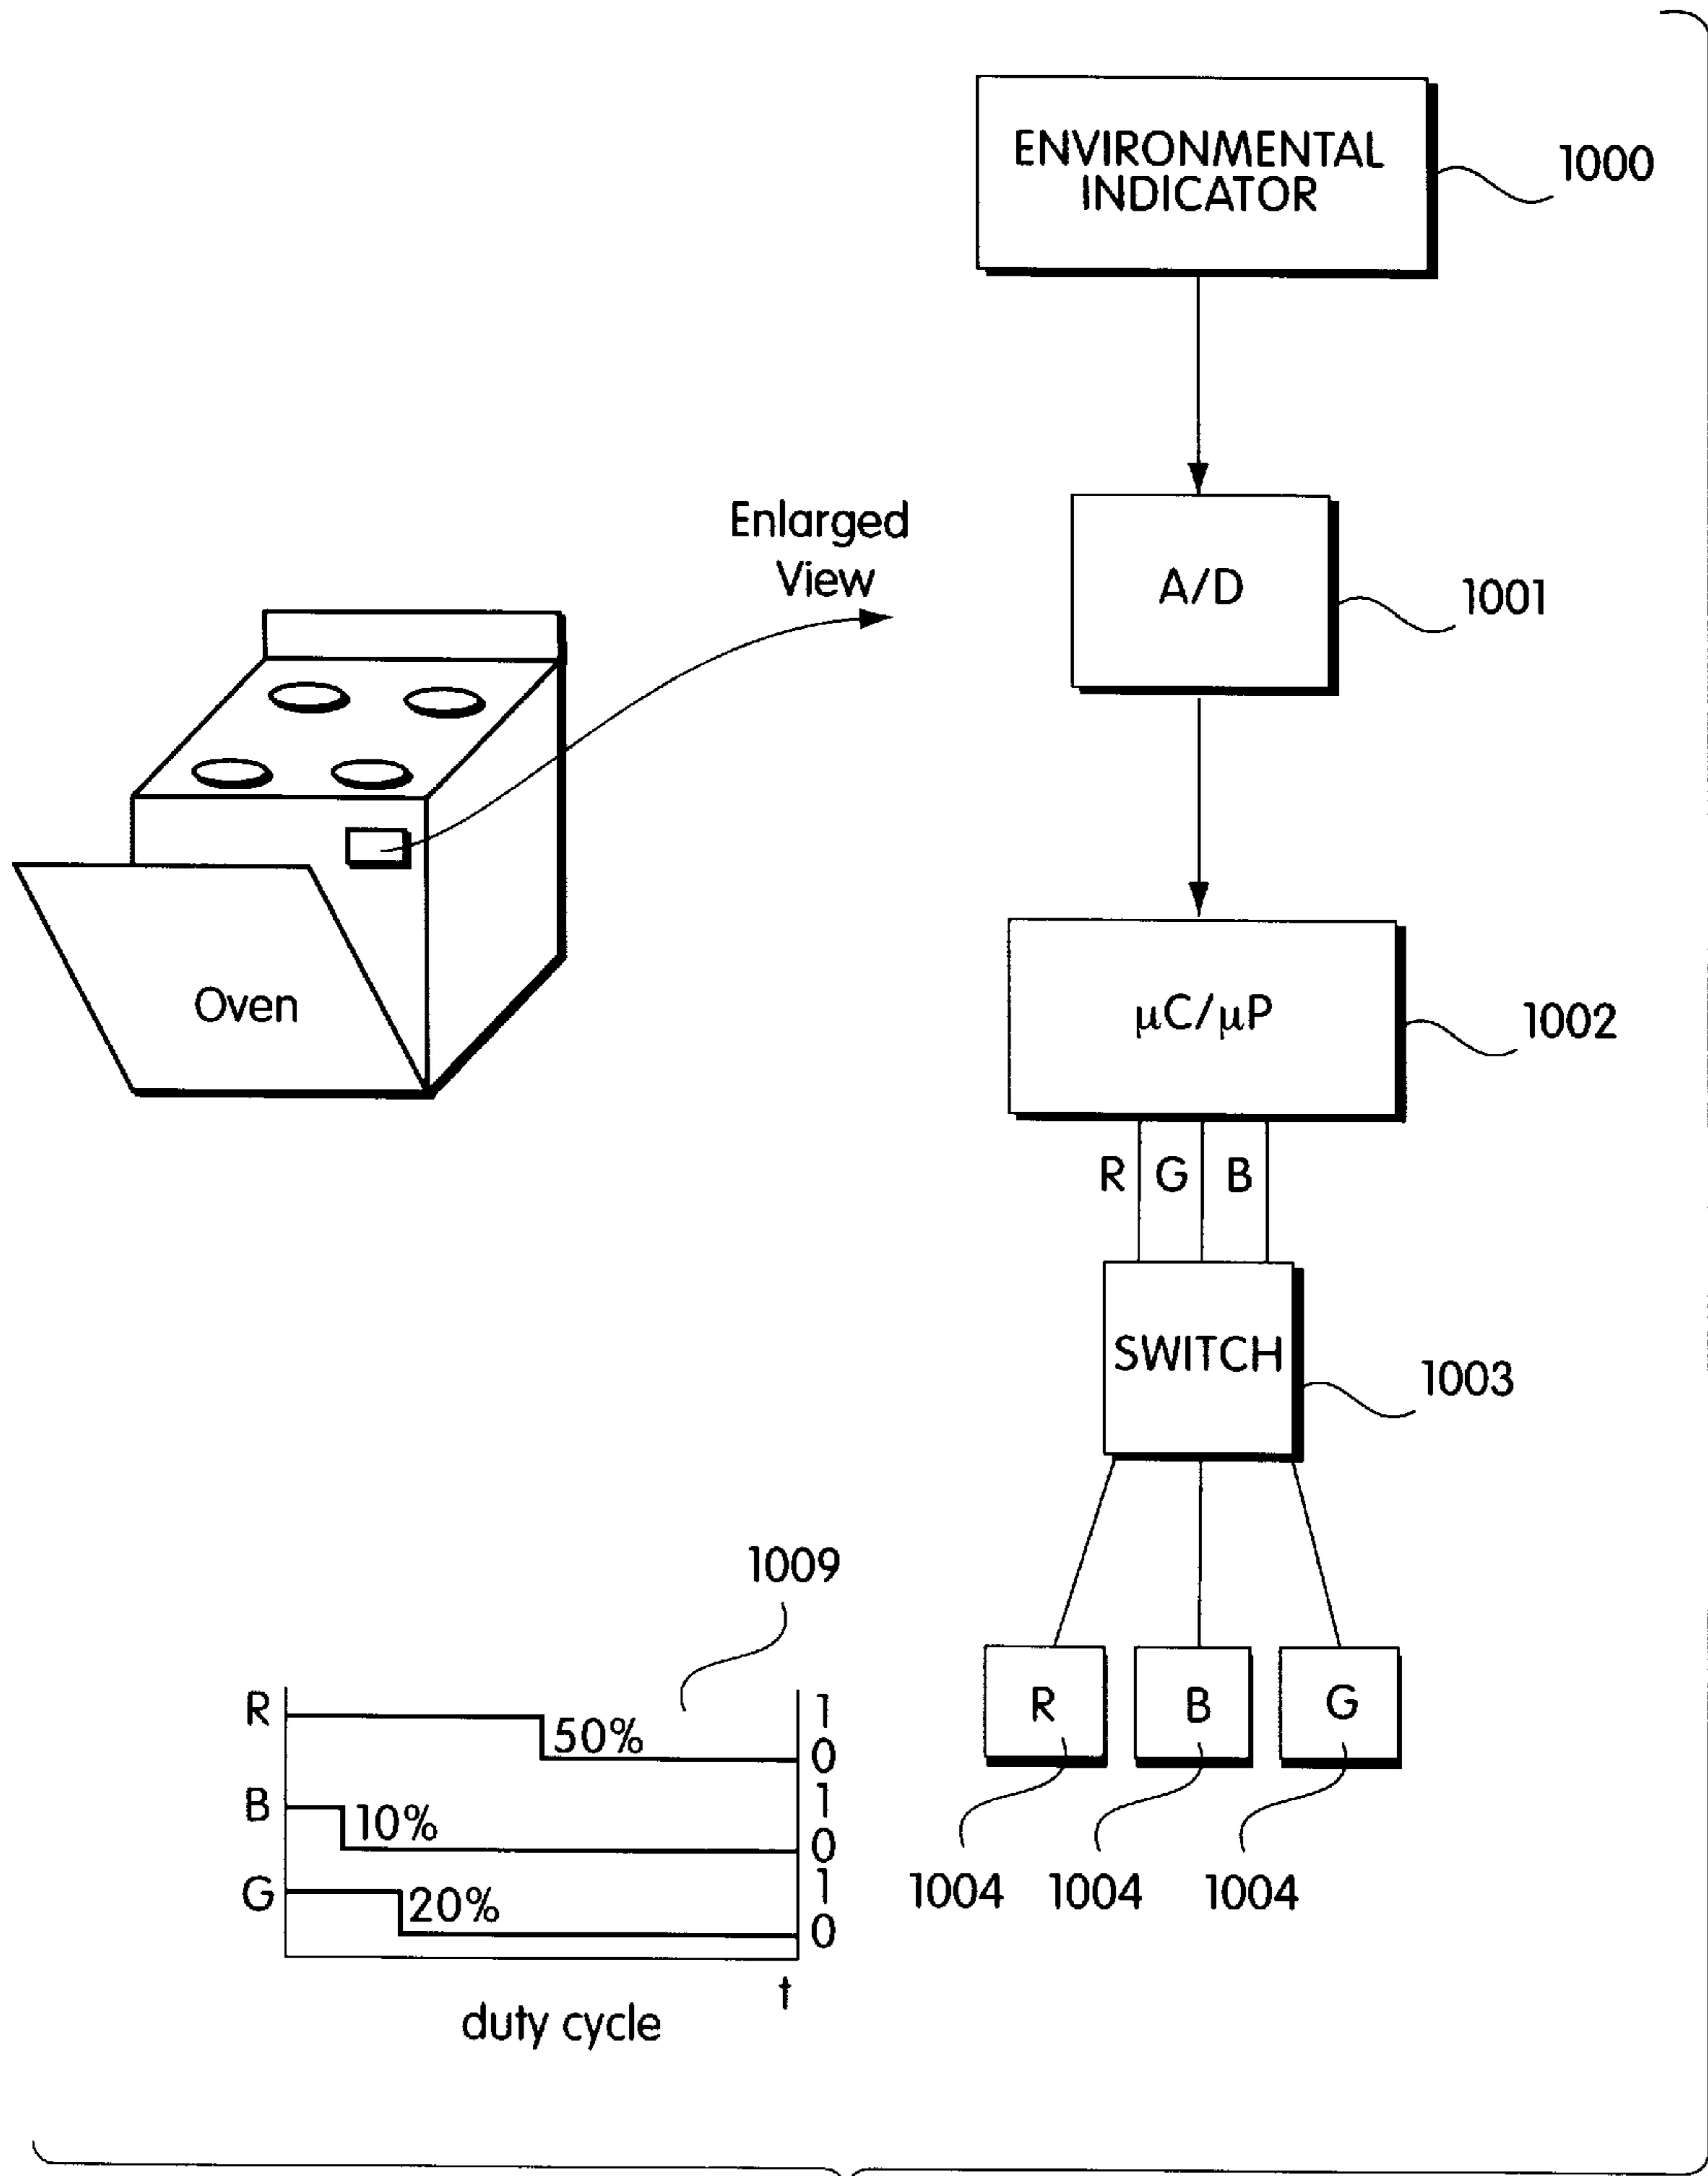 ENVIRONMENTAL
INDICATOR
1000
Enlarged
View
A/D
1001
Oven
μC/μP
1002
R G B
SWITCH
1003
1009
R 50% 1
0
B 10% 1
0
G 20% 1
0
t
duty cycle
R B G
1004 1004 1004